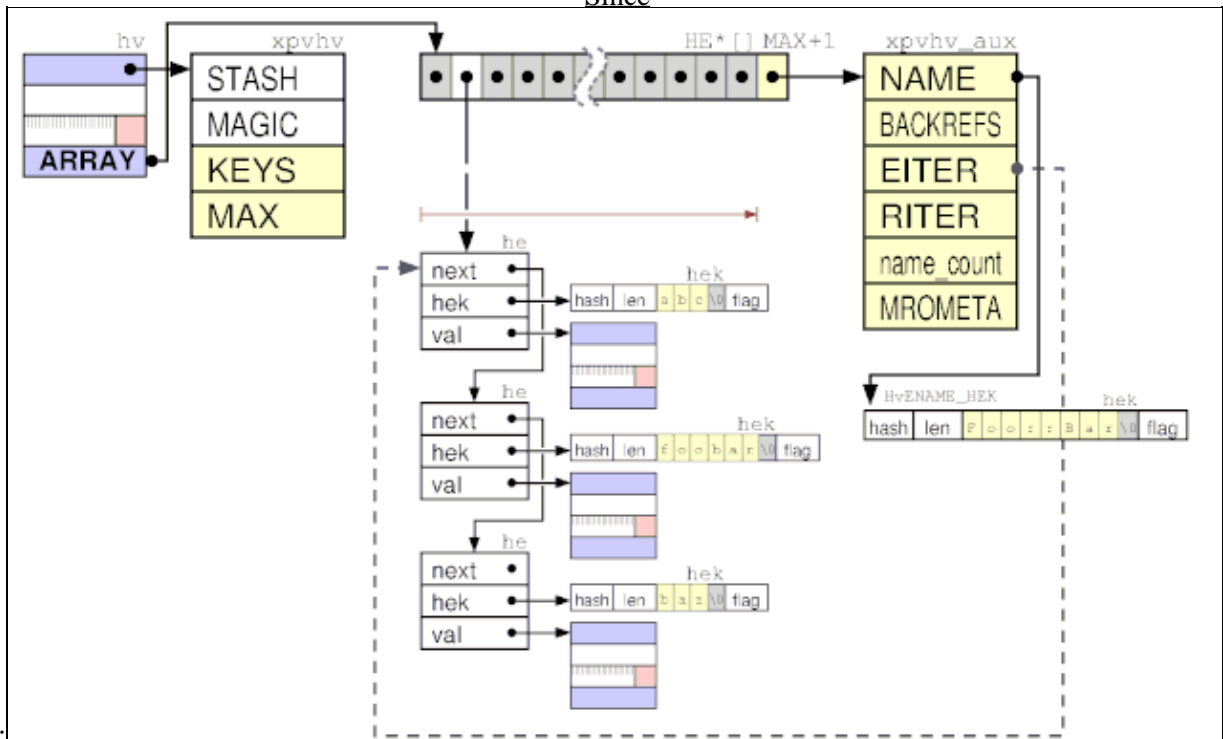 Since
hv
xpvhv
HE*[] MAX+1
xpvhv_aux
STASH
MAGIC
KEYS
MAX
ARRAY
NAME
BACKREFS
EITER
RITER
name_count
MROMETA
he
next
hek
val
hek
hash len a b c \0 flag
he
next
hek
val
hek
hash len f o o b a r \0 flag
he
next
hek
val
hek
hash len b a z \0 flag
HvENAME_HEK
hek
hash len F o o : : B a r \0 flag
.